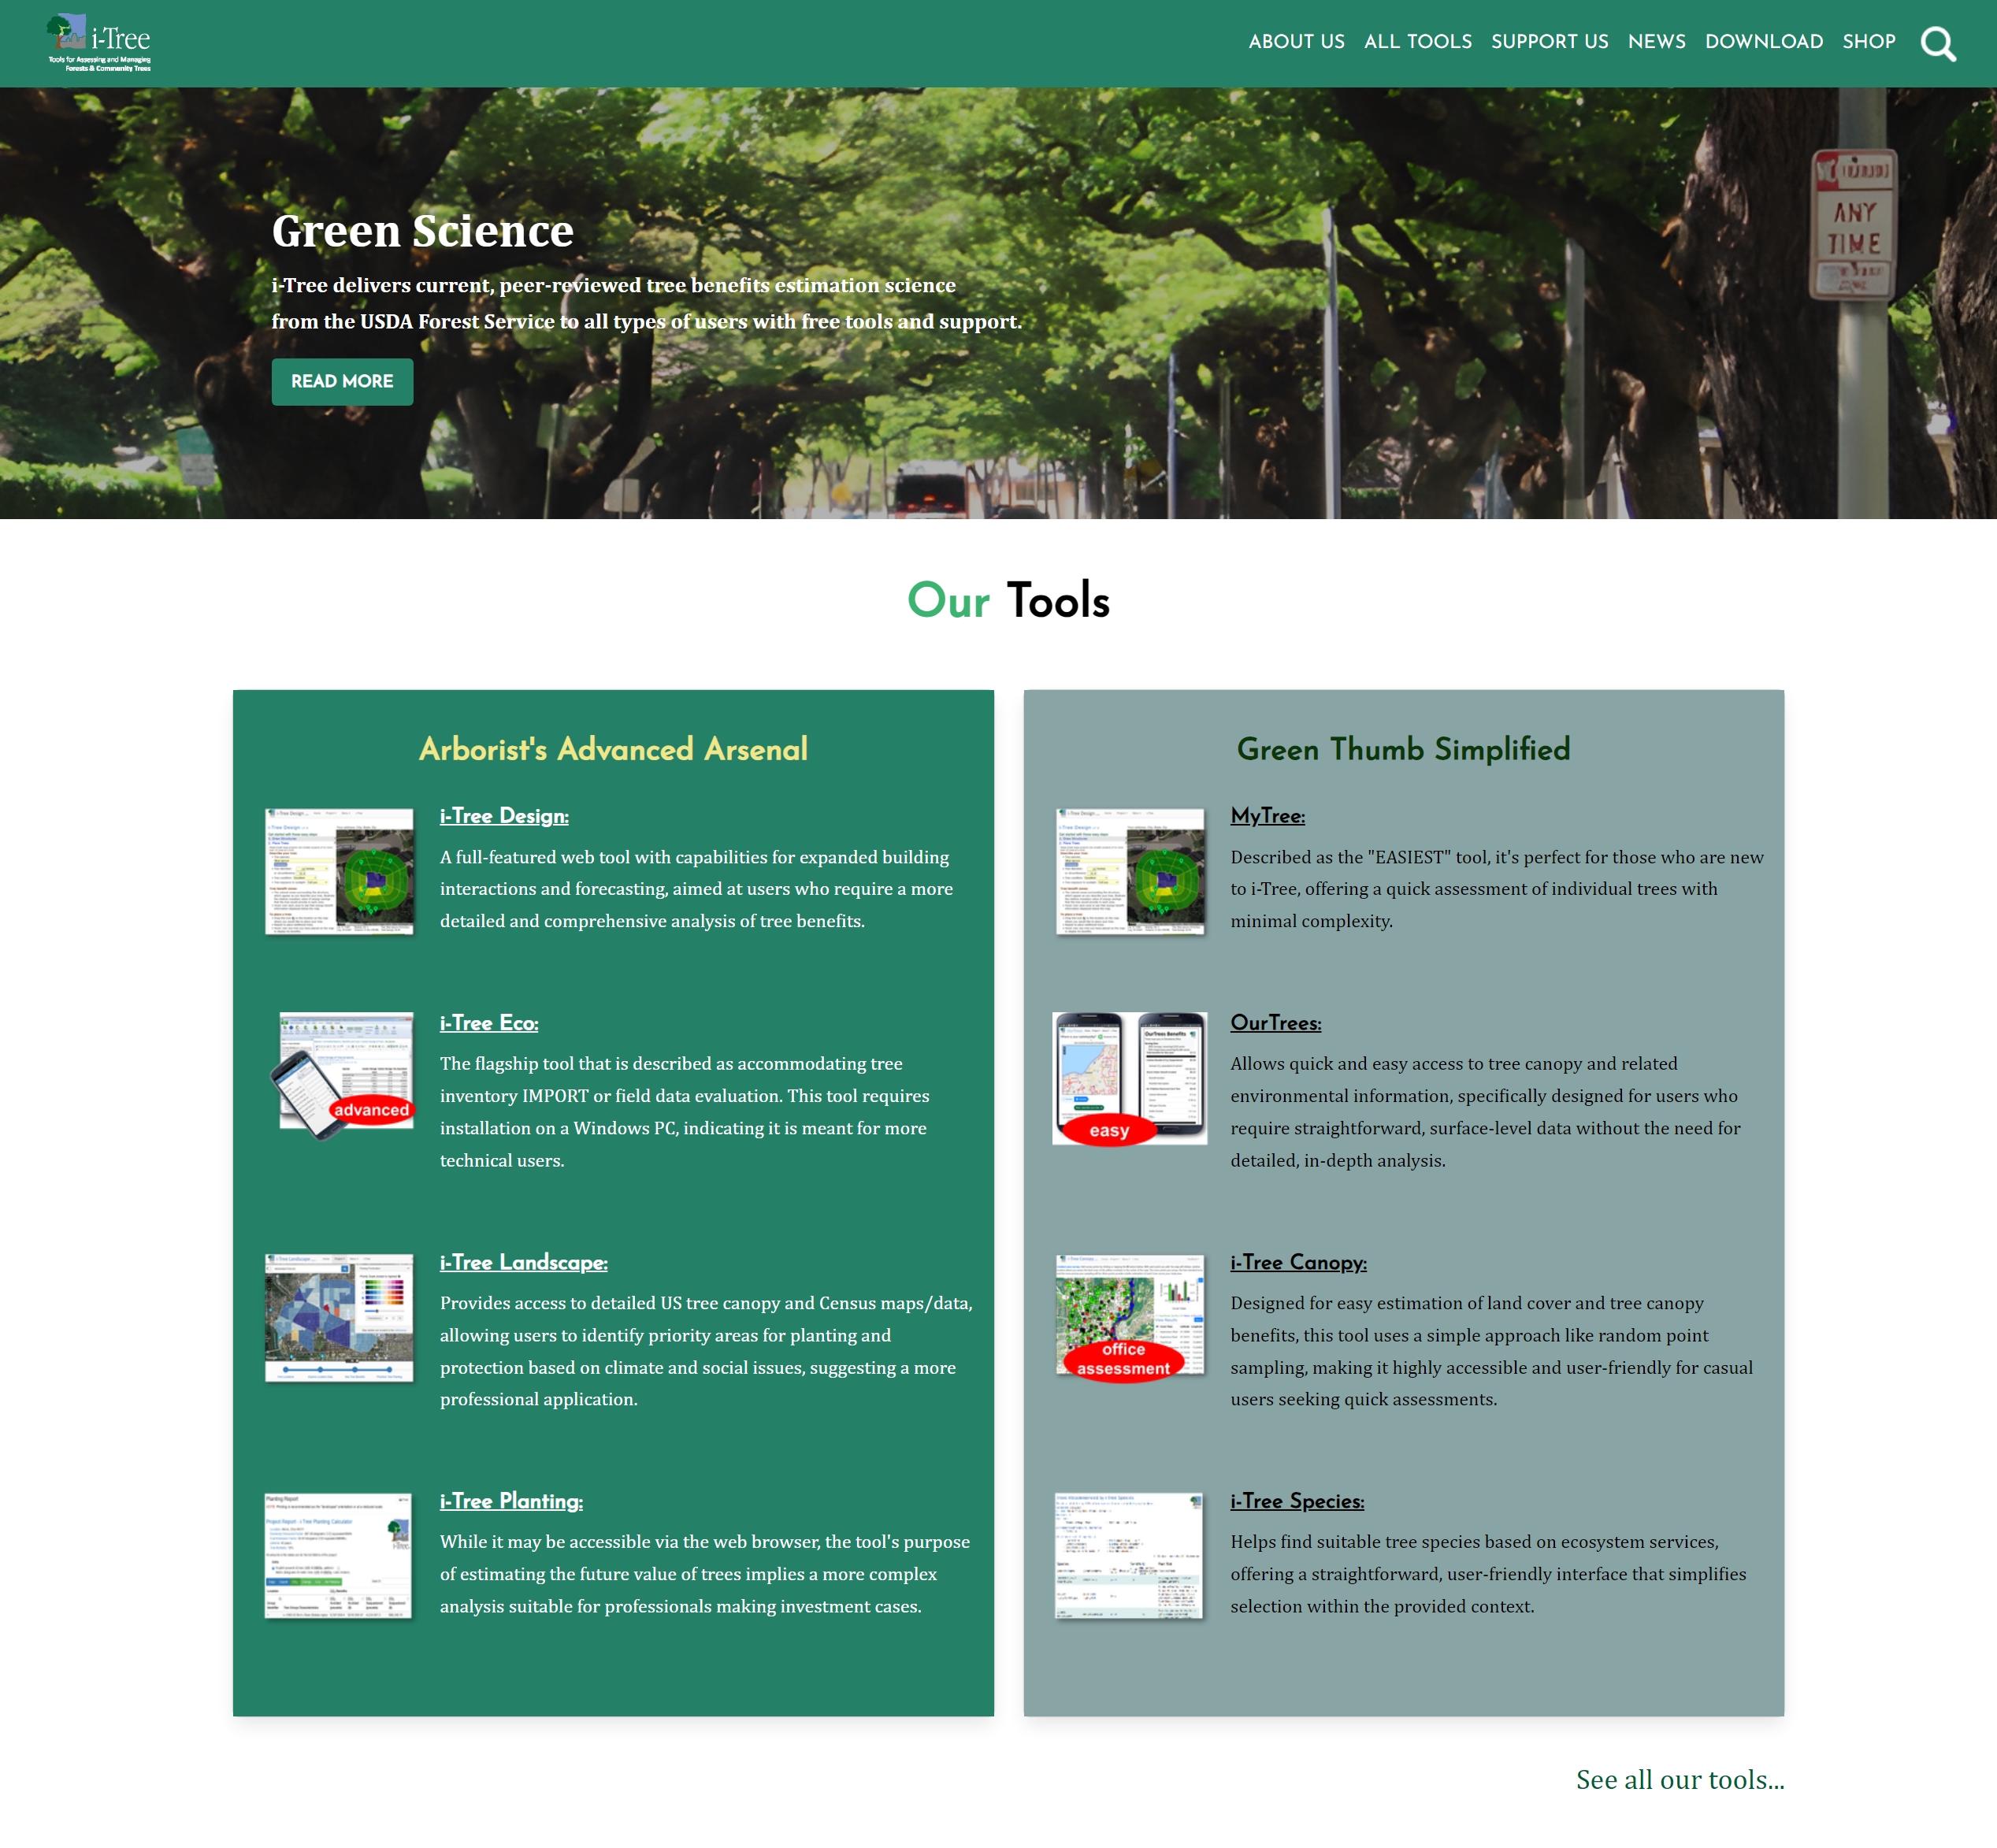 i-Tree
Tools for Assessing and Managing
Forests & Community Trees
ABOUT US ALL TOOLS SUPPORT US NEWS DOWNLOAD SHOP
ANY
TIME
Green Science
i-Tree delivers current, peer-reviewed tree benefits estimation science
from the USDA Forest Service to all types of users with free tools and support.
READ MORE
Our Tools
Arborist's Advanced Arsenal
i-Tree Design:
A full-featured web tool with capabilities for expanded building
interactions and forecasting, aimed at users who require a more
detailed and comprehensive analysis of tree benefits.
i-Tree Eco:
advanced
The flagship tool that is described as accommodating tree
inventory IMPORT or field data evaluation. This tool requires
installation on a Windows PC, indicating it is meant for more
technical users.
i-Tree Landscape:
Provides access to detailed US tree canopy and Census maps/data,
allowing users to identify priority areas for planting and
protection based on climate and social issues, suggesting a more
professional application.
Planting Report
Project Report - i-Tree Planting Calculator
i-Tree Planting:
While it may be accessible via the web browser, the tool's purpose
of estimating the future value of trees implies a more complex
analysis suitable for professionals making investment cases.
Green Thumb Simplified
MyTree:
Described as the "EASIEST" tool, it's perfect for those who are new
to i-Tree, offering a quick assessment of individual trees with
minimal complexity.
OurTrees:
OurTrees Benefits
easy
Allows quick and easy access to tree canopy and related
environmental information, specifically designed for users who
require straightforward, surface-level data without the need for
detailed, in-depth analysis.
i-Tree Canopy:
office
assessment
Designed for easy estimation of land cover and tree canopy
benefits, this tool uses a simple approach like random point
sampling, making it highly accessible and user-friendly for casual
users seeking quick assessments.
i-Tree Species:
Helps find suitable tree species based on ecosystem services,
offering a straightforward, user-friendly interface that simplifies
selection within the provided context.
See all our tools...